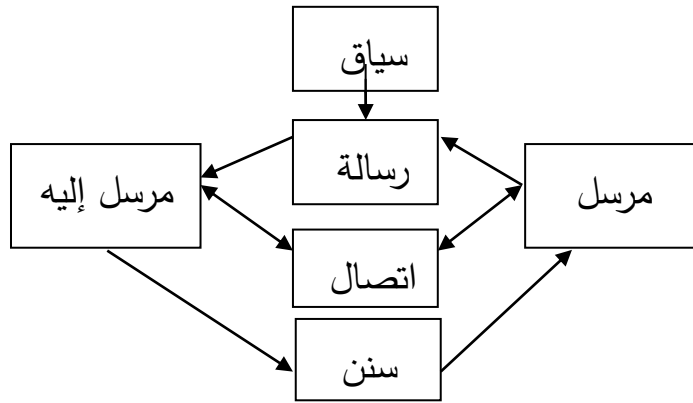 سياق
رسالة
مرسل
مرسل إليه
اتصال
سنن